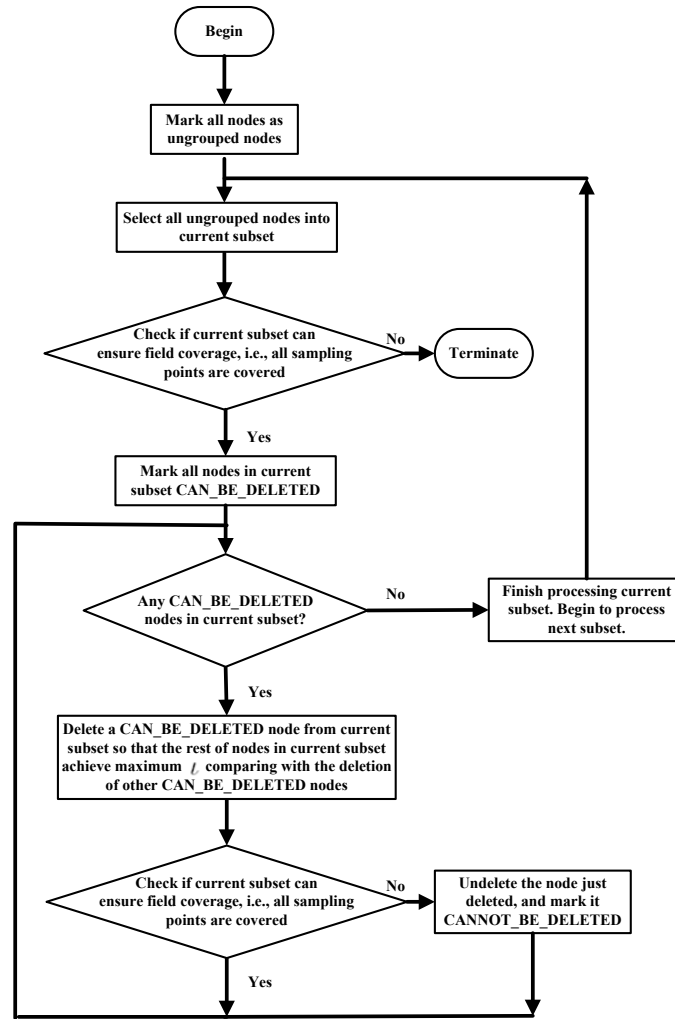 Begin
Mark all nodes as
ungrouped nodes
Select all ungrouped nodes into
current subset
Check if current subset can
ensure field coverage, i.e., all sampling
points are covered
No
Terminate
Yes
Mark all nodes in current
subset CAN_BE_DELETED
Any CAN_BE_DELETED
nodes in current subset?
No
Finish processing current
subset. Begin to process
next subset.
Yes
Delete a CAN_BE_DELETED node from current
subset so that the rest of nodes in current subset
achieve maximum ℓ comparing with the deletion
of other CAN_BE_DELETED nodes
Check if current subset can
ensure field coverage, i.e., all sampling
points are covered
No
Undelete the node just
deleted, and mark it
CANNOT_BE_DELETED
Yes